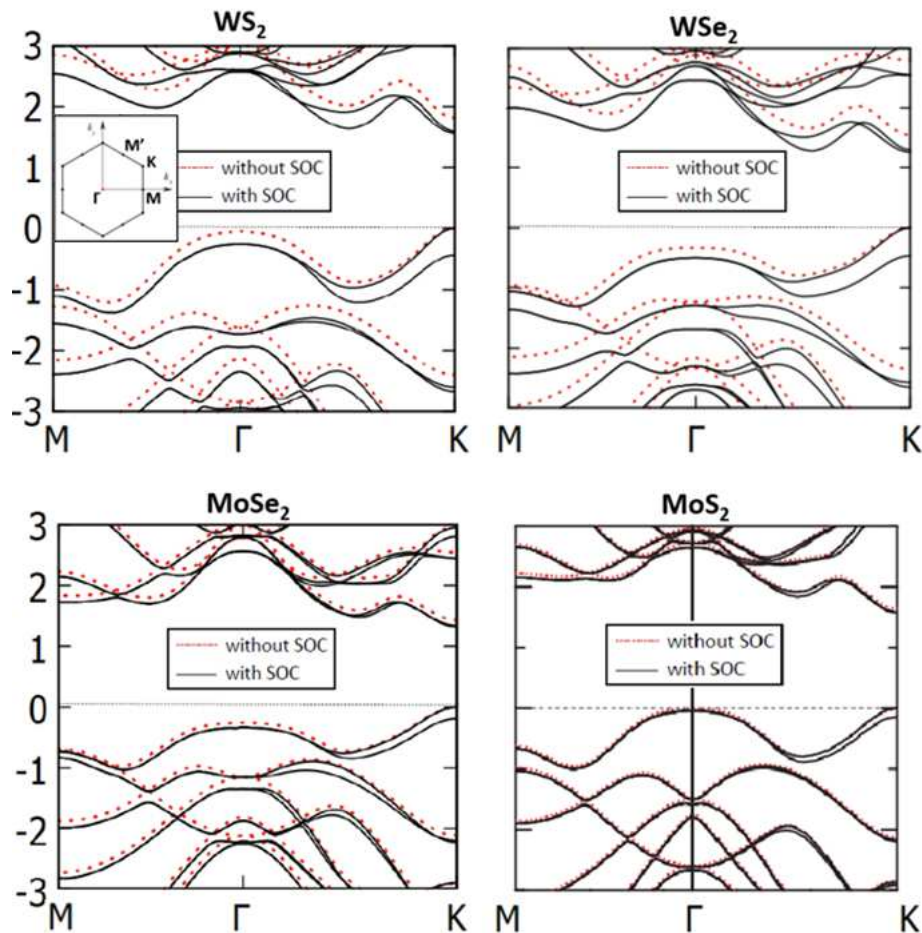 WS₂
WSe₂
3
2
1
0
-1
-2
-3
M'
K
Γ
M
without SOC
with SOC
without SOC
with SOC
M Γ K
M Γ K
MoSe₂
MoS₂
3
2
1
0
-1
-2
-3
without SOC
with SOC
without SOC
with SOC
M Γ K
M Γ K